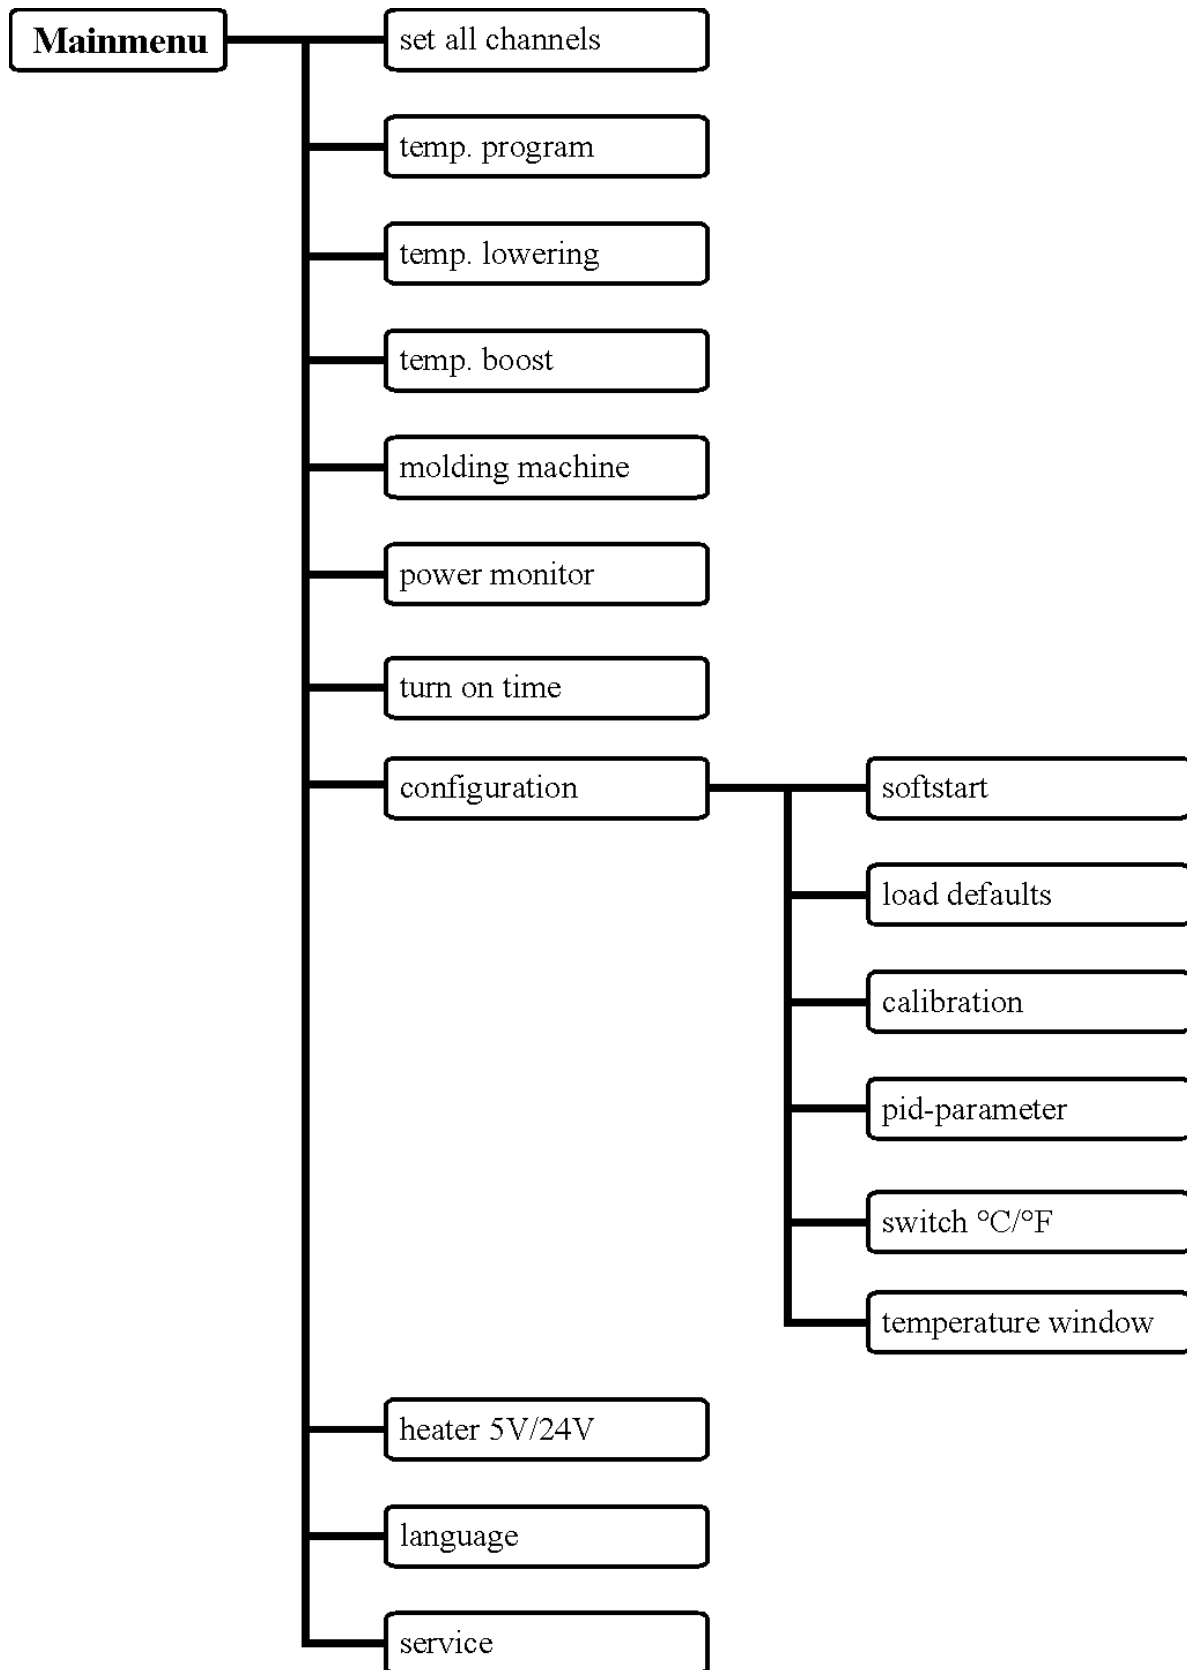 Mainmenu
set all channels
temp. program
temp. lowering
temp. boost
molding machine
power monitor
turn on time
configuration
softstart
load defaults
calibration
pid-parameter
switch °C/°F
temperature window
heater 5V/24V
language
service